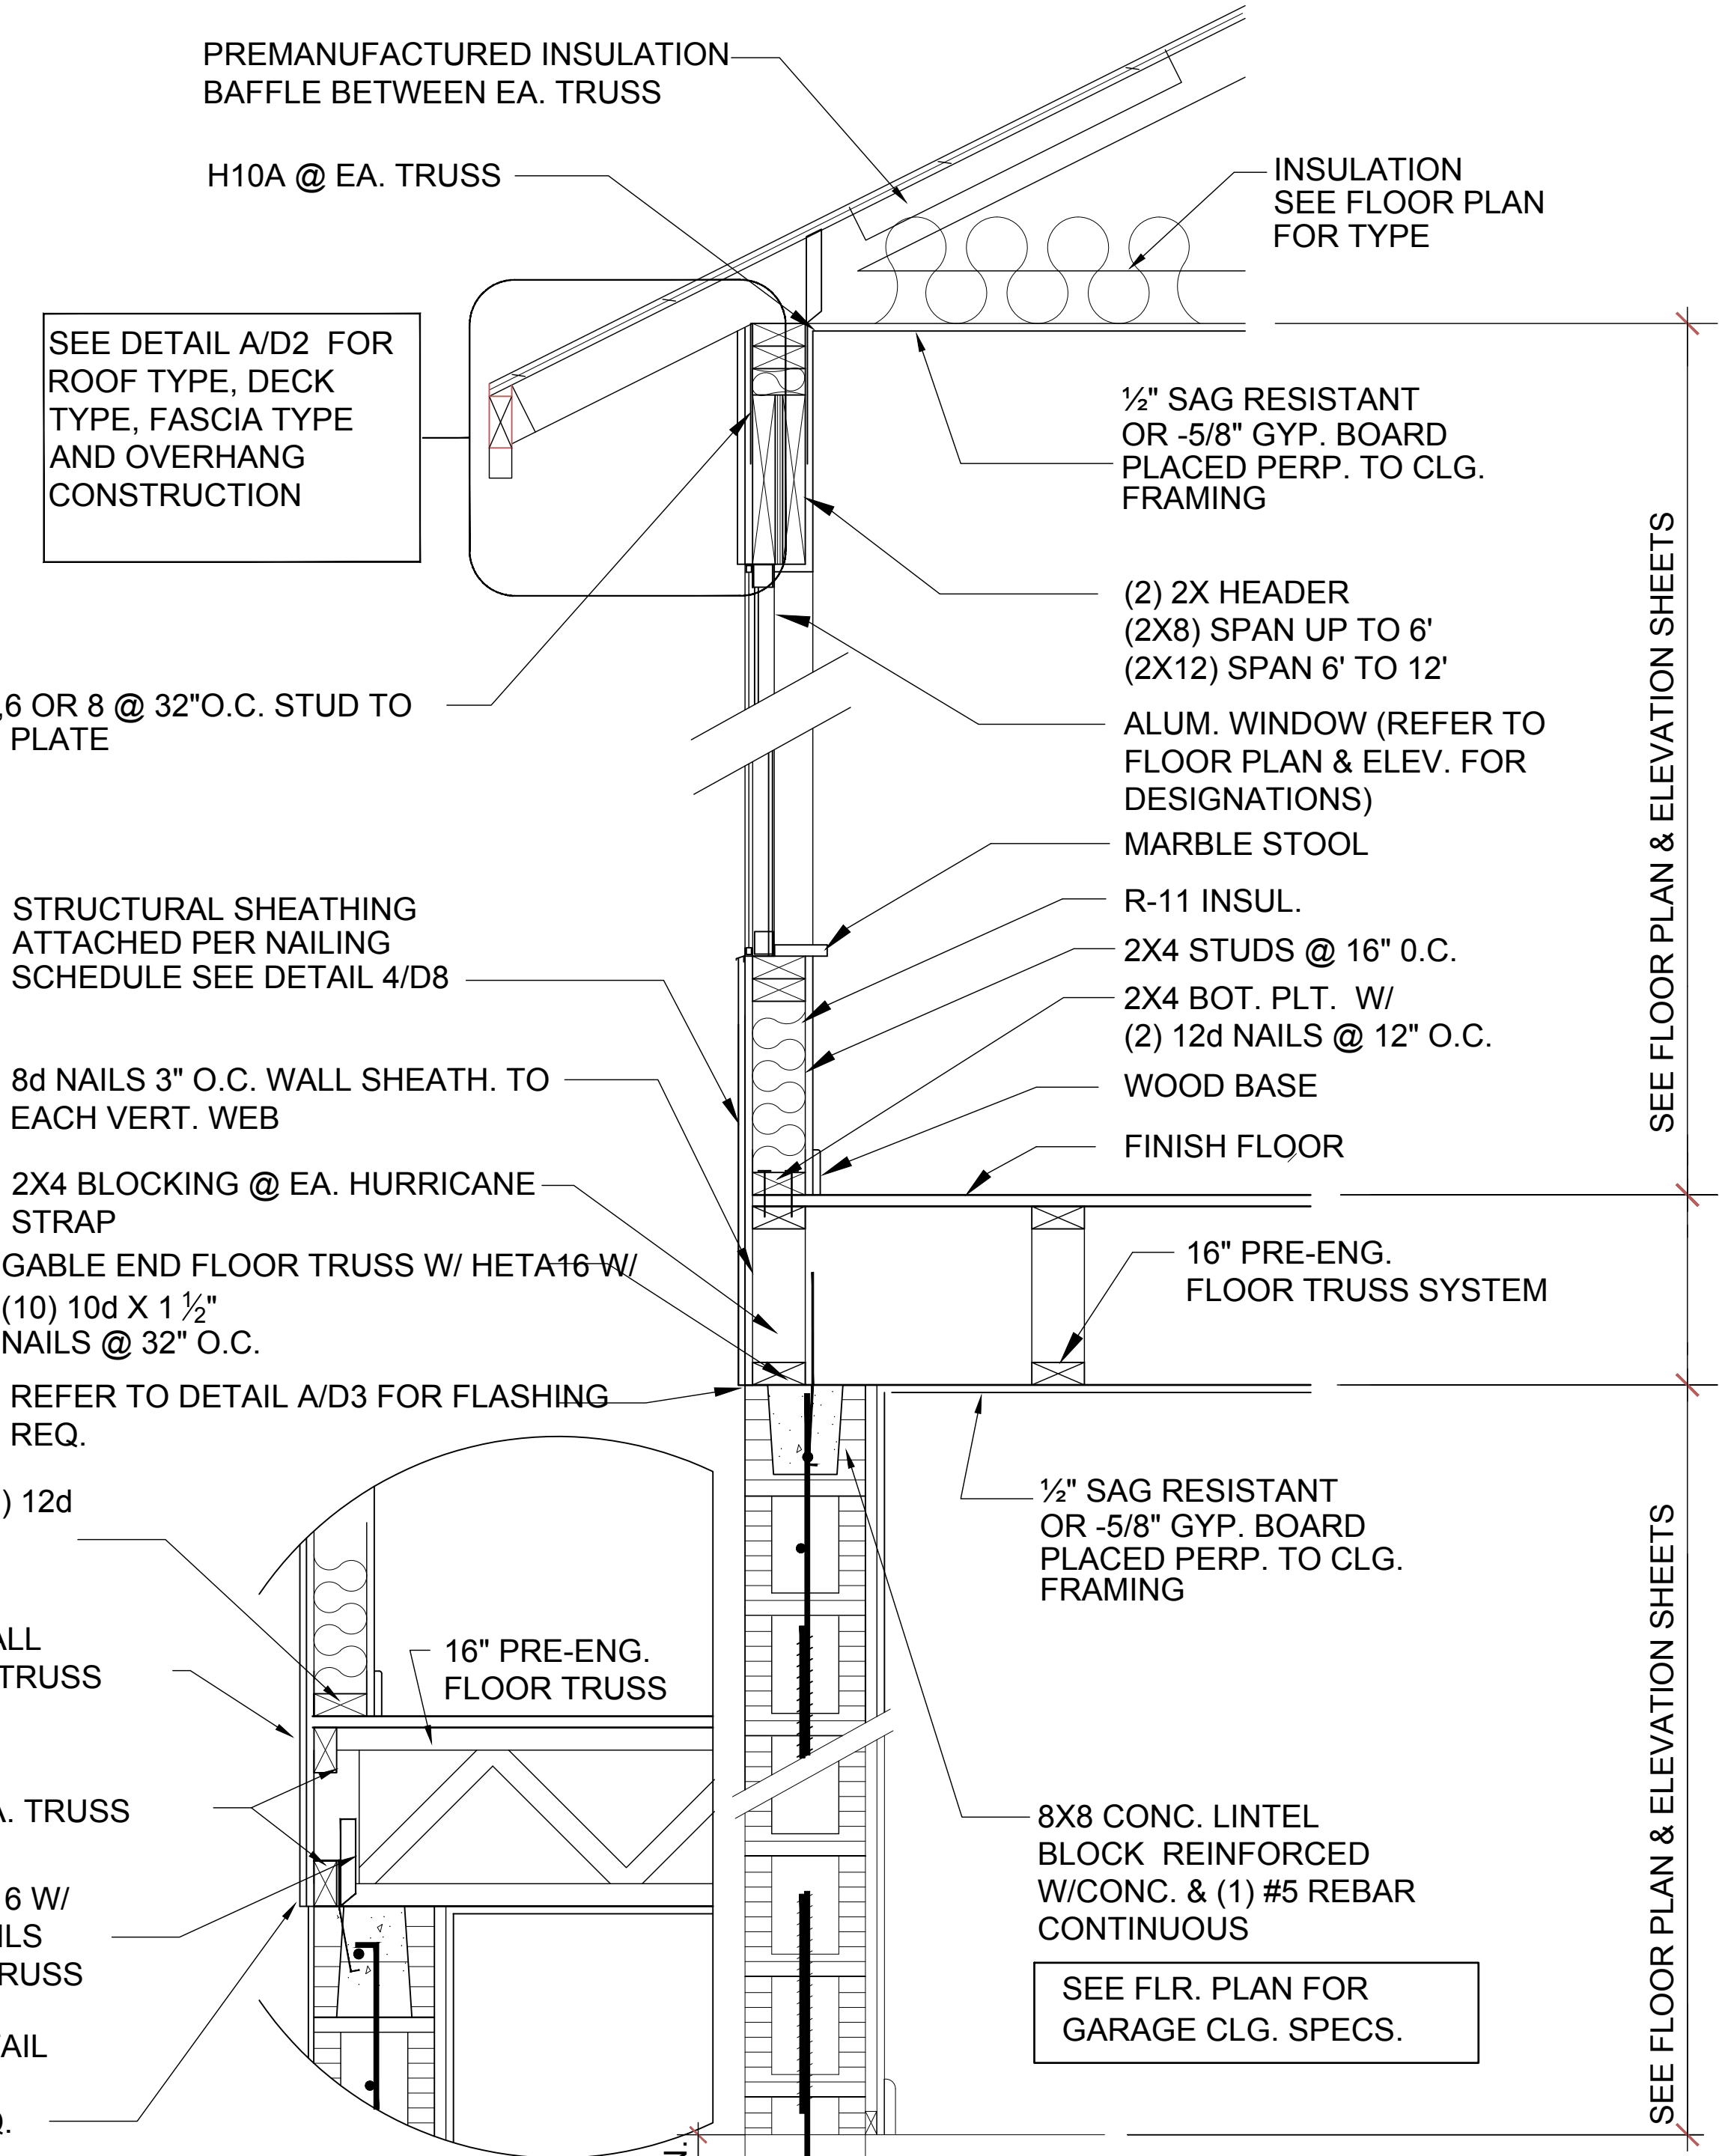 PREMANUFACTURED INSULATION
BAFFLE BETWEEN EA. TRUSS
H10A @ EA. TRUSS
INSULATION
SEE FLOOR PLAN
FOR TYPE
SEE DETAIL A/D2 FOR
ROOF TYPE, DECK
TYPE, FASCIA TYPE
AND OVERHANG
CONSTRUCTION
½" SAG RESISTANT
OR -5/8" GYP. BOARD
PLACED PERP. TO CLG.
FRAMING
(2) 2X HEADER
(2X8) SPAN UP TO 6'
(2X12) SPAN 6' TO 12'
,6 OR 8 @ 32"O.C. STUD TO
PLATE
ALUM. WINDOW (REFER TO
FLOOR PLAN & ELEV. FOR
DESIGNATIONS)
MARBLE STOOL
R-11 INSUL.
2X4 STUDS @ 16" 0.C.
2X4 BOT. PLT. W/
(2) 12d NAILS @ 12" O.C.
WOOD BASE
FINISH FLOOR
SEE FLOOR PLAN & ELEVATION SHEETS
STRUCTURAL SHEATHING
ATTACHED PER NAILING
SCHEDULE SEE DETAIL 4/D8
8d NAILS 3" O.C. WALL SHEATH. TO
EACH VERT. WEB
2X4 BLOCKING @ EA. HURRICANE
STRAP
GABLE END FLOOR TRUSS W/ HETA16 W/
(10) 10d X 1 ½"
NAILS @ 32" O.C.
REFER TO DETAIL A/D3 FOR FLASHING
REQ.
16" PRE-ENG.
FLOOR TRUSS SYSTEM
½" SAG RESISTANT
OR -5/8" GYP. BOARD
PLACED PERP. TO CLG.
FRAMING
) 12d
ALL
TRUSS
16" PRE-ENG.
FLOOR TRUSS
A. TRUSS
6 W/
ILS
RUSS
AIL
Q.
8X8 CONC. LINTEL
BLOCK REINFORCED
W/CONC. & (1) #5 REBAR
CONTINUOUS
SEE FLR. PLAN FOR
GARAGE CLG. SPECS.
SEE FLOOR PLAN & ELEVATION SHEETS